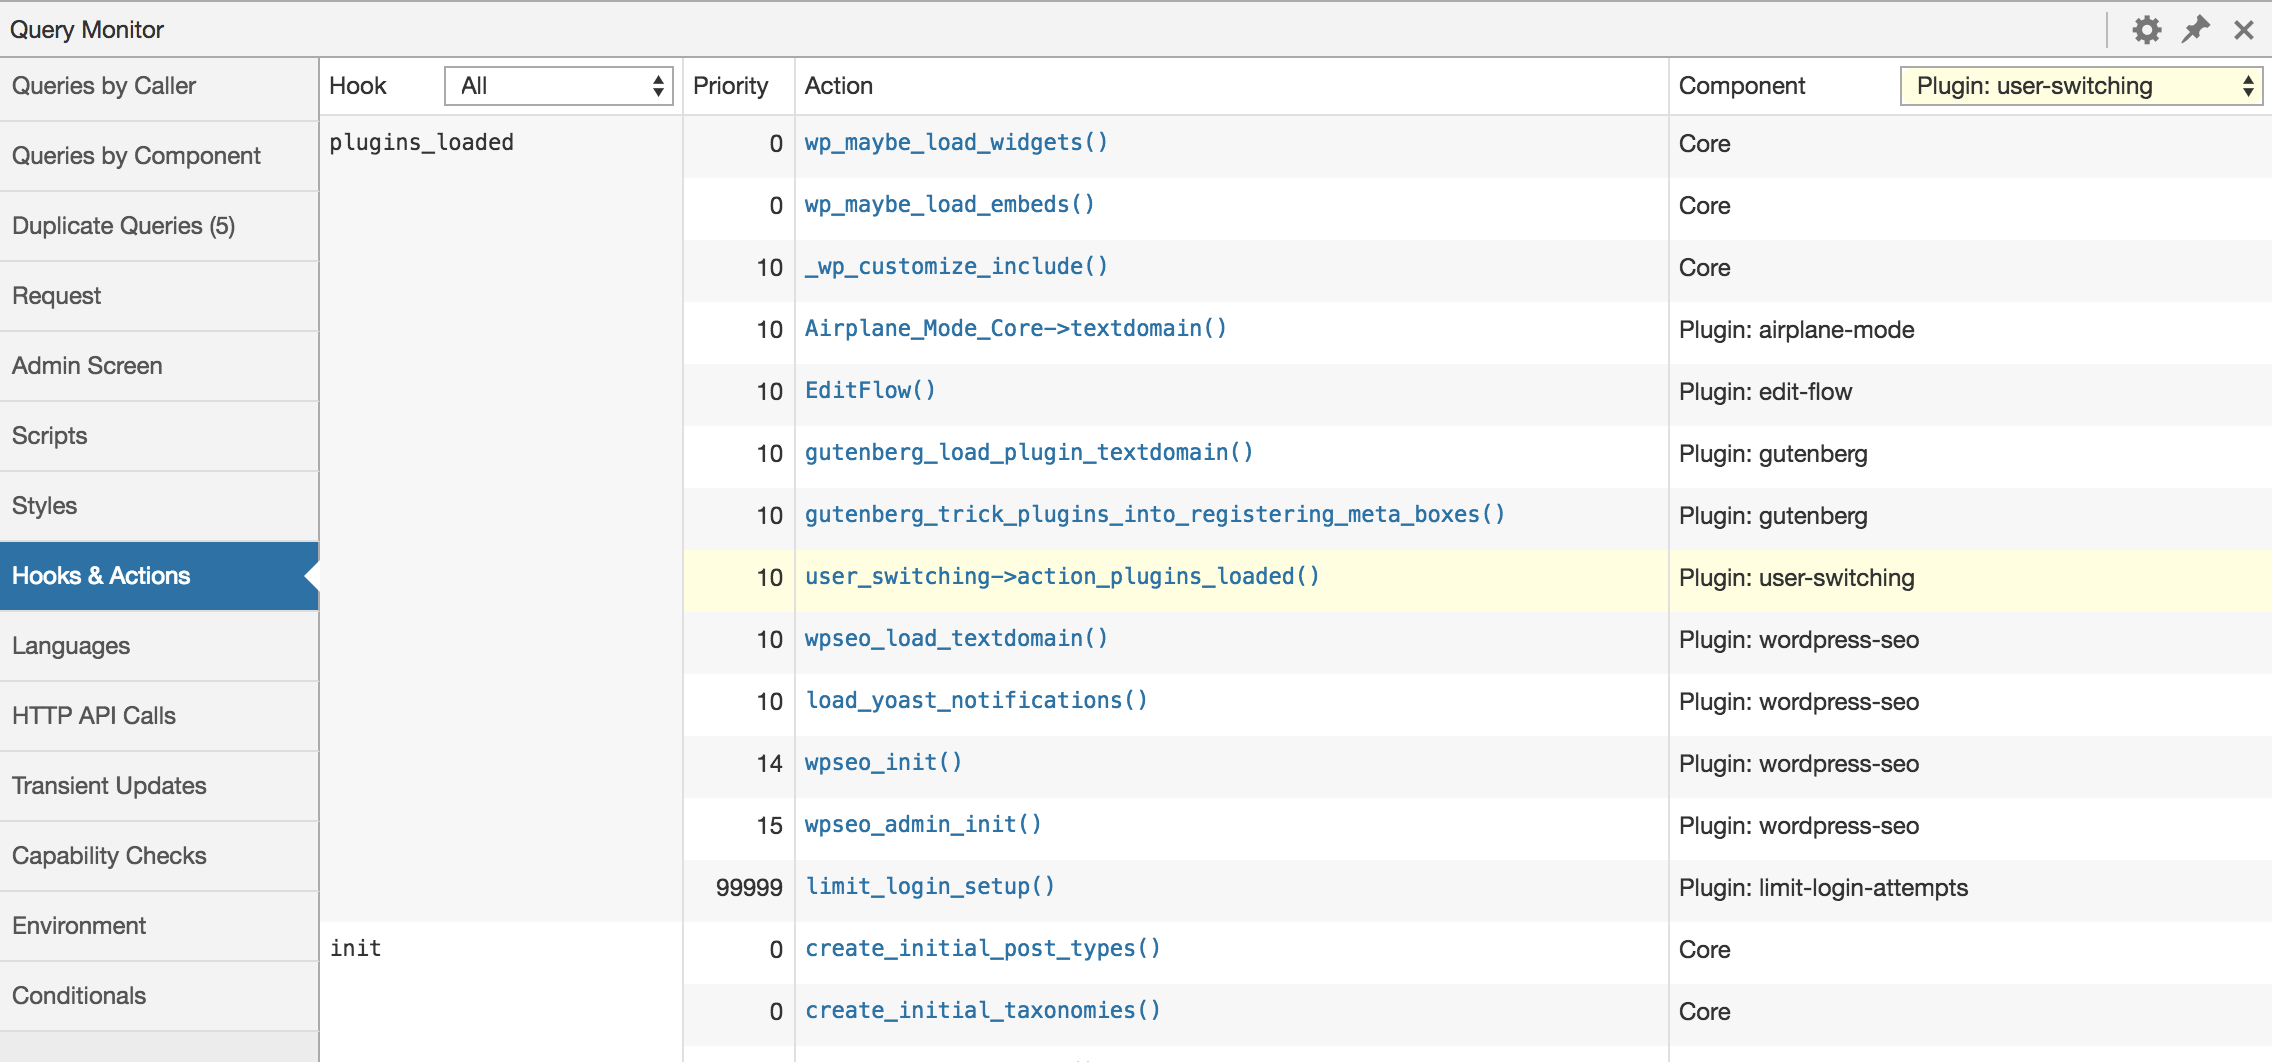 Query Monitor
Queries by Caller
Queries by Component
Duplicate Queries (5)
Request
Admin Screen
Scripts
Styles
Hooks & Actions
Languages
HTTP API Calls
Transient Updates
Capability Checks
Environment
Conditionals
Hook All Priority Action Component Plugin: user-switching
plugins_loaded 0 wp_maybe_load_widgets() Core
0 wp_maybe_load_embeds() Core
10 _wp_customize_include() Core
10 Airplane_Mode_Core->textdomain() Plugin: airplane-mode
10 EditFlow() Plugin: edit-flow
10 gutenberg_load_plugin_textdomain() Plugin: gutenberg
10 gutenberg_trick_plugins_into_registering_meta_boxes() Plugin: gutenberg
10 user_switching->action_plugins_loaded() Plugin: user-switching
10 wpseo_load_textdomain() Plugin: wordpress-seo
10 load_yoast_notifications() Plugin: wordpress-seo
14 wpseo_init() Plugin: wordpress-seo
15 wpseo_admin_init() Plugin: wordpress-seo
99999 limit_login_setup() Plugin: limit-login-attempts
init 0 create_initial_post_types() Core
0 create_initial_taxonomies() Core